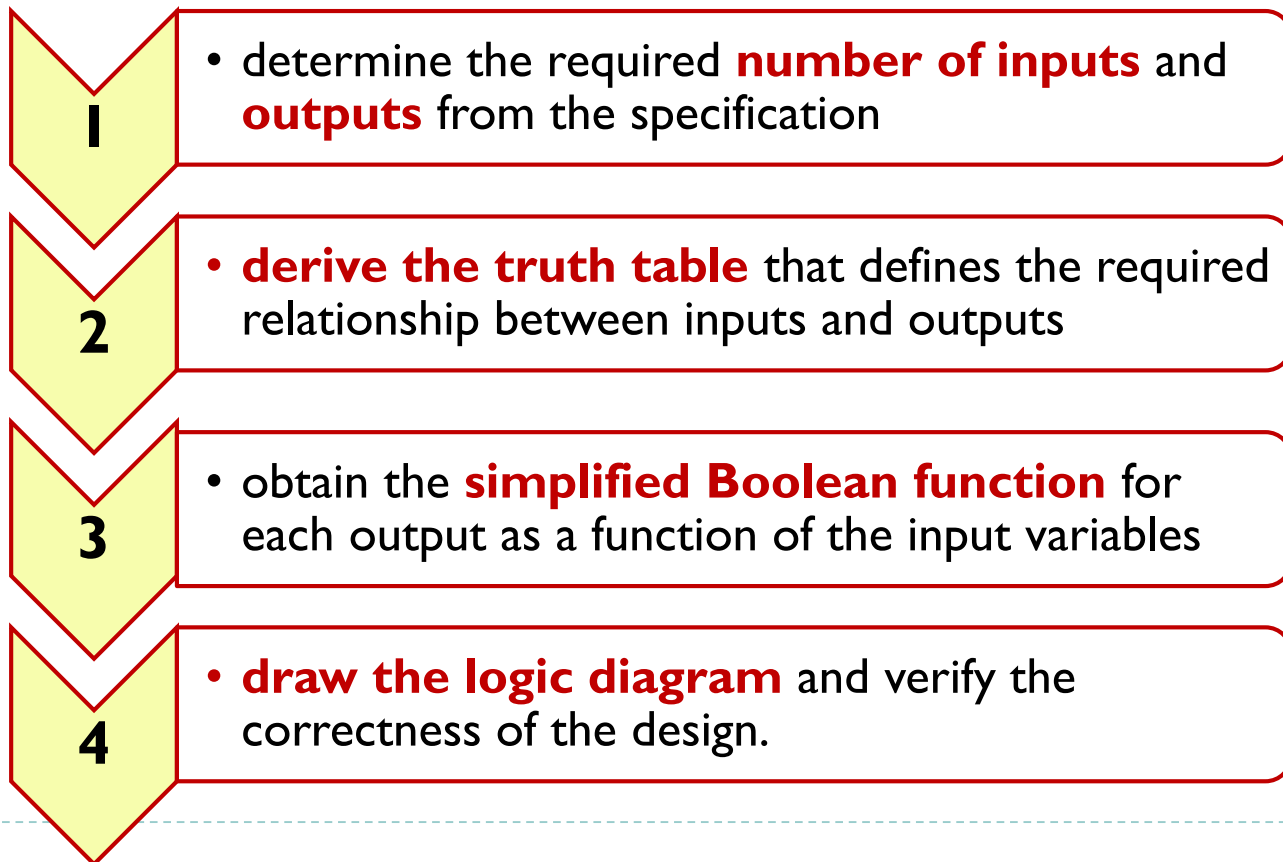 1
• determine the required number of inputs and
outputs from the specification
2
• derive the truth table that defines the required
relationship between inputs and outputs
3
• obtain the simplified Boolean function for
each output as a function of the input variables
4
• draw the logic diagram and verify the
correctness of the design.